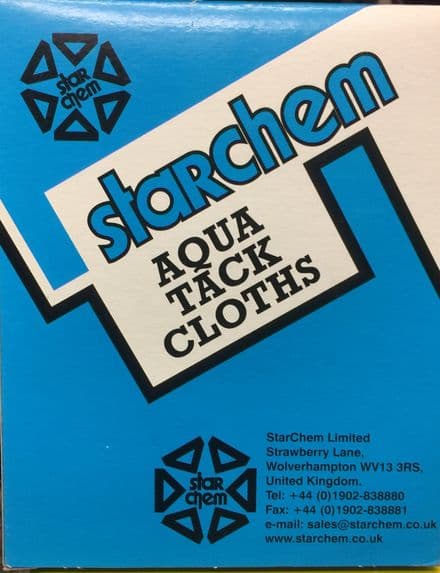 star
chem
starchem
AQUA
TACK
CLOTHS
star
chem
StarChem Limited
Strawberry Lane,
Wolverhampton WV13 3RS,
United Kingdom.
Tel: +44 (0)1902-838880
Fax: +44 (0)1902-838881
e-mail: sales@starchem.co.uk
www.starchem.co.uk